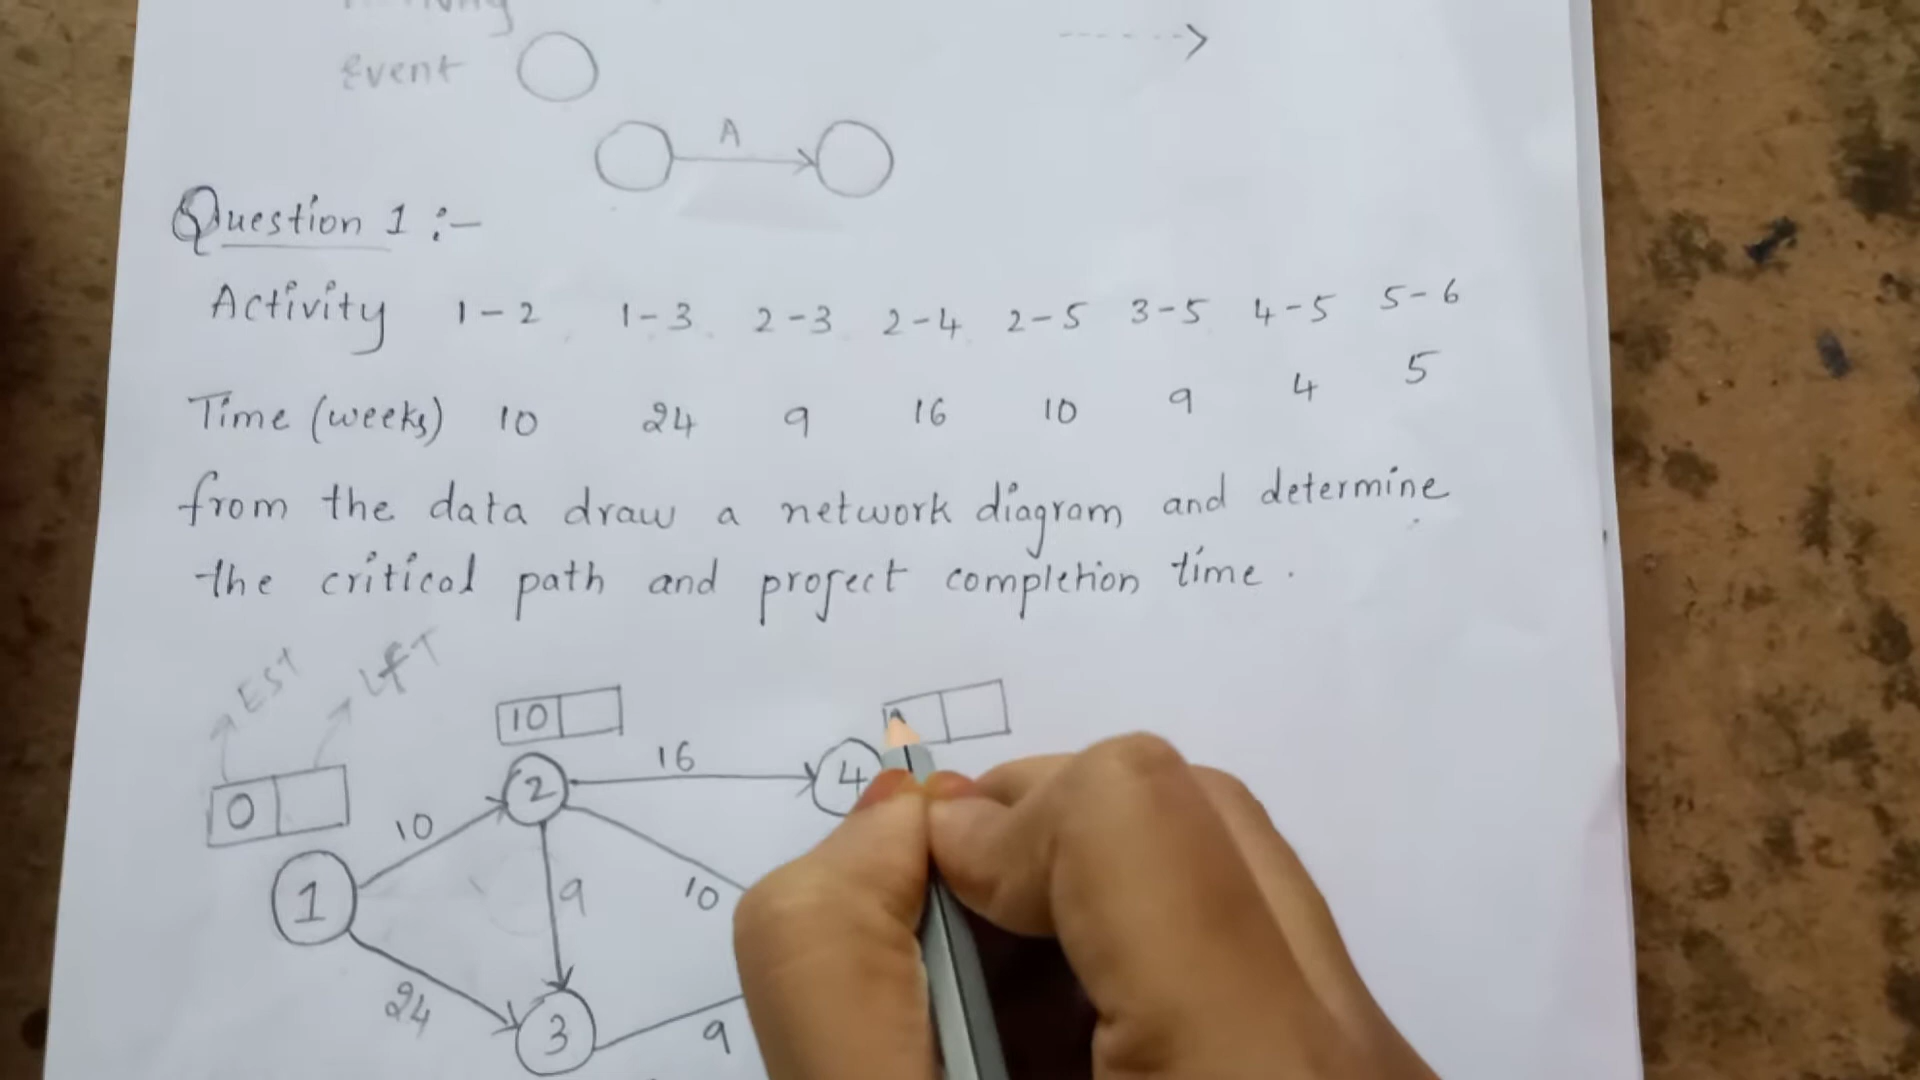 Event
A
Question 1 :-
Activity 1-2 1-3 2-3 2-4 2-5 3-5 4-5 5-6
Time (weeks) 10 24 9 16 10 9 4 5
from the data draw a network diagram and determine
the critical path and project completion time.
EST LFT
10
0
16
2 4
10
1
9 10
24
3 9